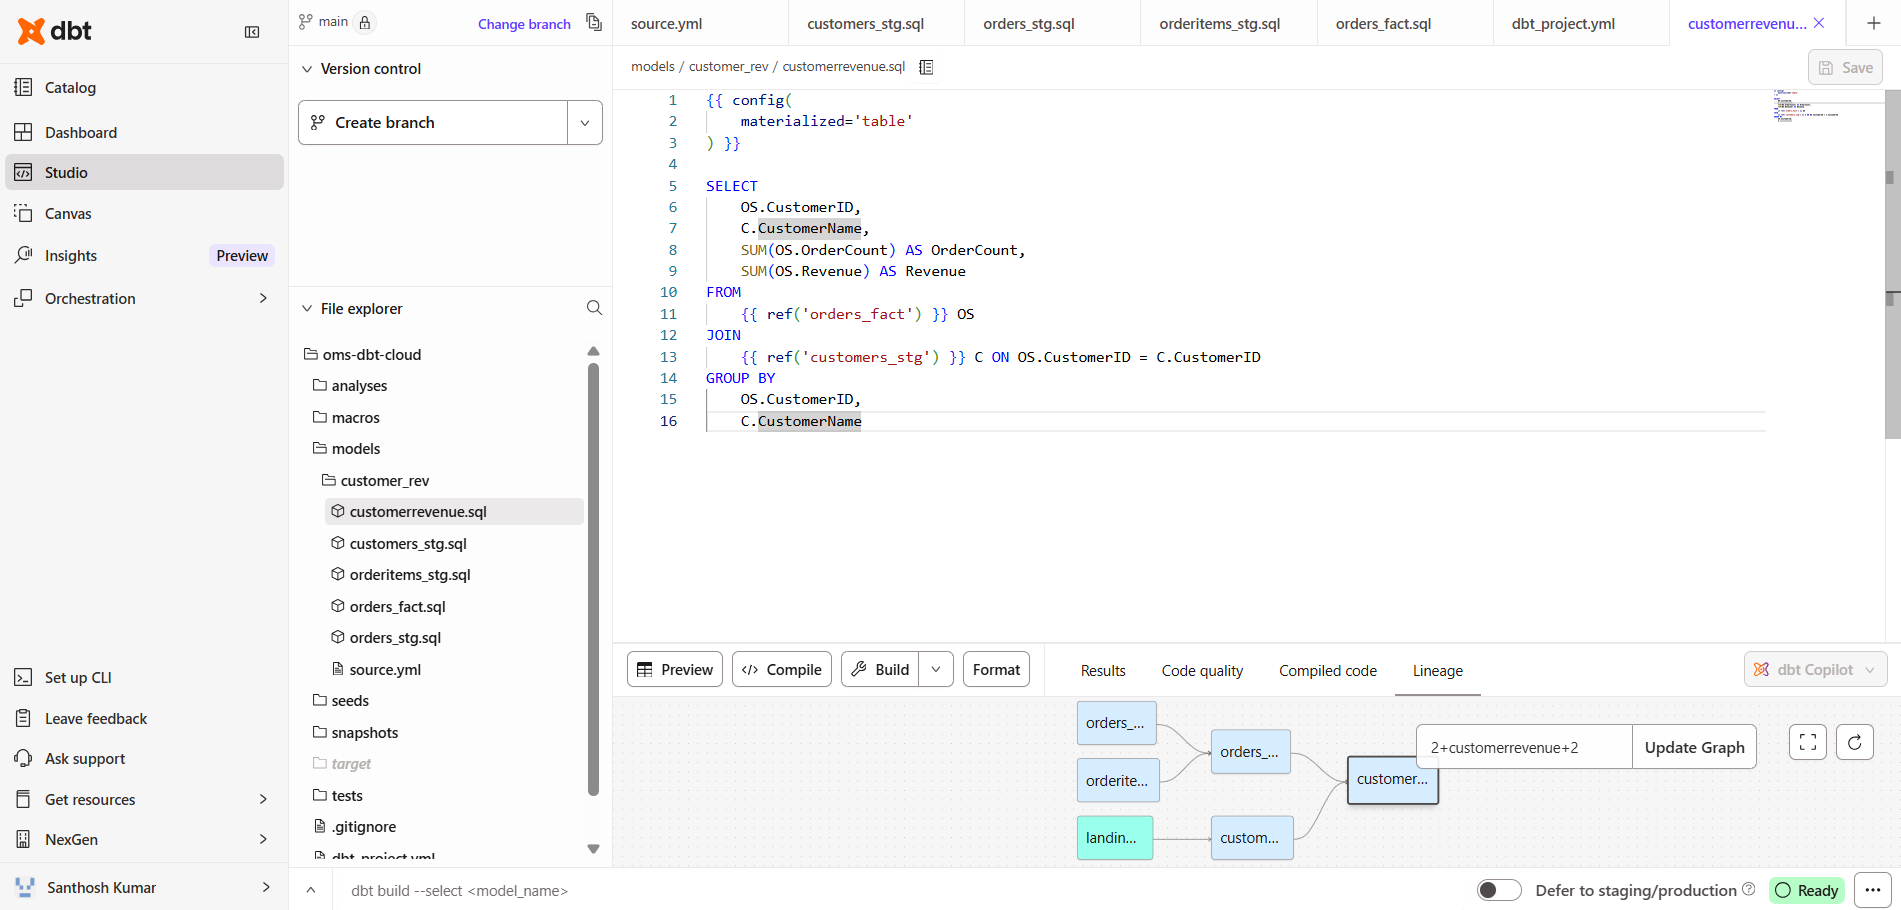 dbt
Catalog
Dashboard
Studio
Canvas
Insights
Preview
Orchestration
Set up CLI
Leave feedback
Ask support
Get resources
NexGen
Santhosh Kumar
main
Change branch
Version control
Create branch
File explorer
oms-dbt-cloud
analyses
macros
models
customer_rev
customerrevenue.sql
customers_stg.sql
orderitems_stg.sql
orders_fact.sql
orders_stg.sql
source.yml
seeds
snapshots
target
tests
.gitignore
dbt_project.yml
source.yml
customers_stg.sql
orders_stg.sql
orderitems_stg.sql
orders_fact.sql
dbt_project.yml
customerrevenu...
models / customer_rev / customerrevenue.sql
Save
1 {{ config(
2 materialized='table'
3 ) }}
4
5 SELECT
6 OS.CustomerID,
7 C.CustomerName,
8 SUM(OS.OrderCount) AS OrderCount,
9 SUM(OS.Revenue) AS Revenue
10 FROM
11 {{ ref('orders_fact') }} OS
12 JOIN
13 {{ ref('customers_stg') }} C ON OS.CustomerID = C.CustomerID
14 GROUP BY
15 OS.CustomerID,
16 C.CustomerName
Preview
Compile
Build
Format
Results
Code quality
Compiled code
Lineage
dbt Copilot
orders_...
orderite...
landin...
orders_...
custom...
customer...
2+customerrevenue+2
Update Graph
dbt build --select <model_name>
Defer to staging/production
Ready